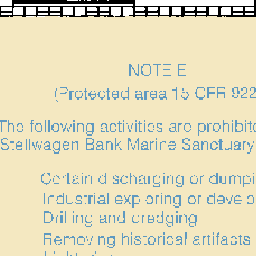 NOTE E
(Protected area 15 CFR 922
The following activities are prohibite
Stellwagen Bank Marine Sanctuary
Certain discharging or dumpi
Industrial exploring or develo
Drilling and dredging
Removing historical artifacts